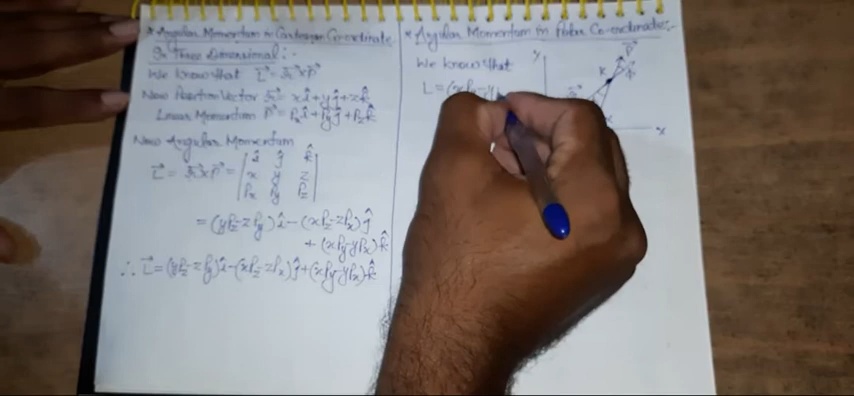 * Angular Momentum in Cartesian Co-ordinate
In Three Dimensional:-
We know that L⃗ = r⃗×p⃗
Now Position Vector r⃗ = xî+yĵ+zk̂
Linear Momentum P⃗ = Pxî+Pyĵ+Pzk̂
Now Angular Momentum
L⃗ = r⃗×p⃗ = | î ĵ k̂ |
| x y z |
| Px Py Pz |
= (yPz-zPy)î-(xPz-zPx)ĵ
+(xPy-yPx)k̂
∴ L⃗ = (yPz-zPy)î-(xPz-zPx)ĵ+(xPy-yPx)k̂
* Angular Momentum in Polar Co-ordinate:-
We know that
L = (xPy-y
y
P⃗
x